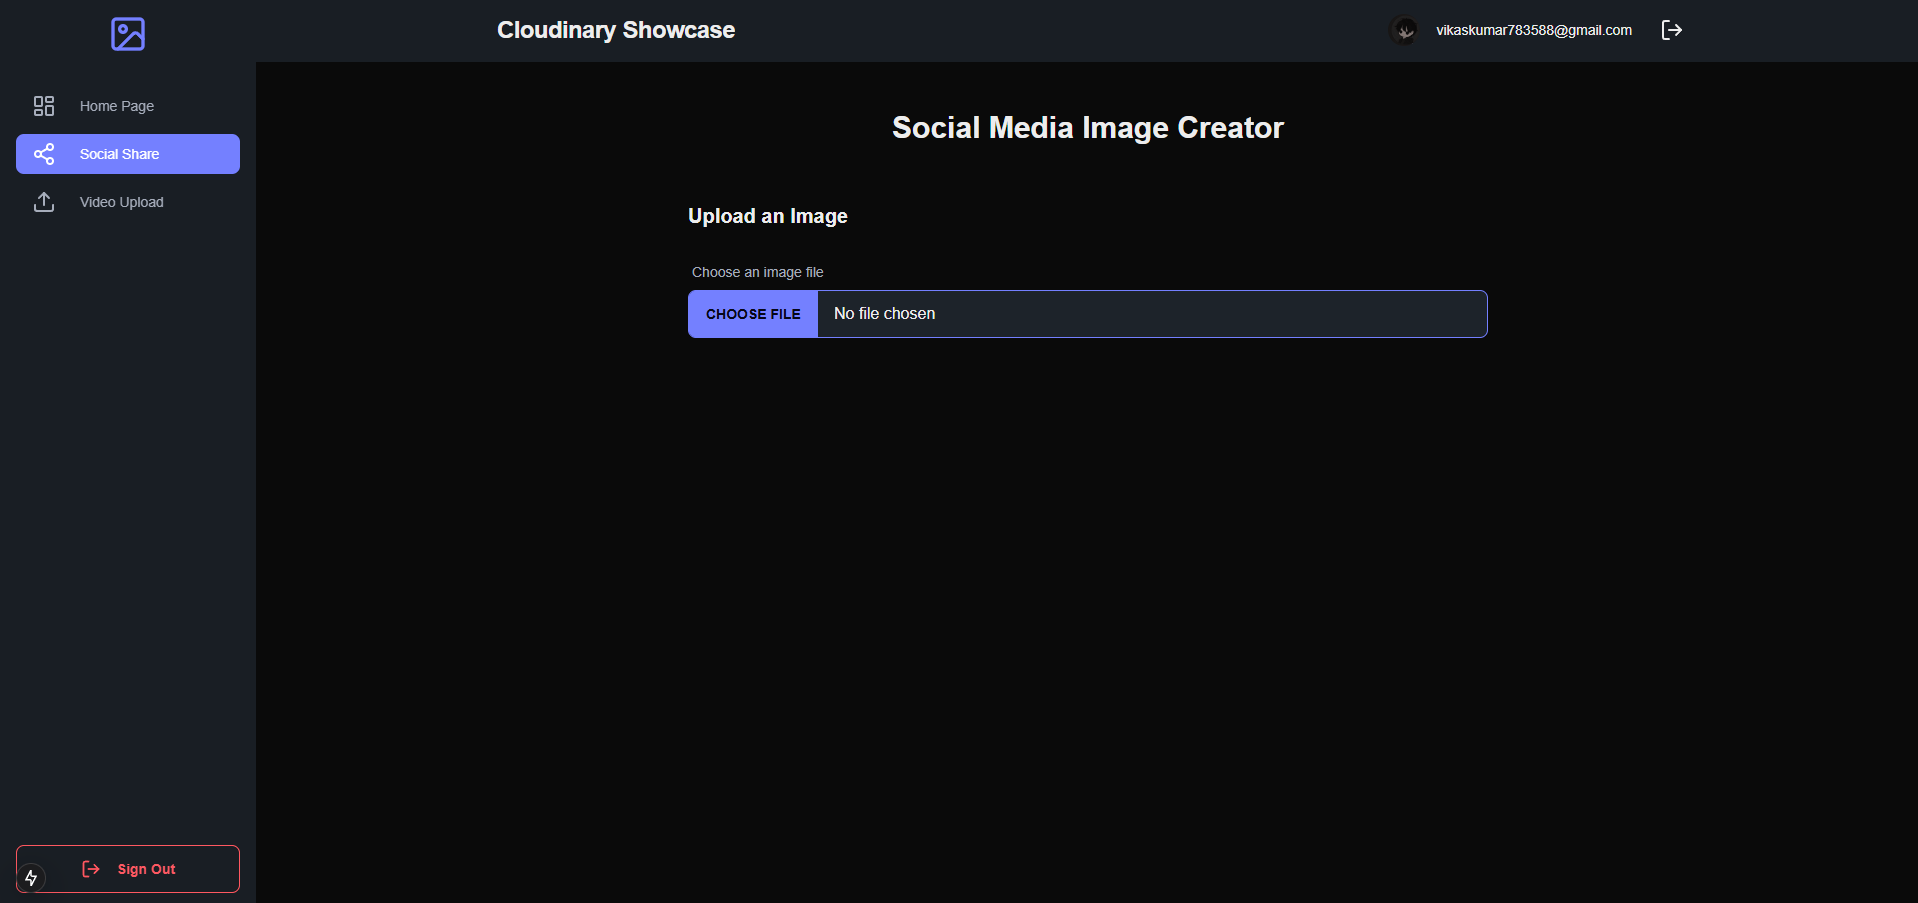 Cloudinary Showcase
vikaskumar783588@gmail.com
Home Page
Social Share
Video Upload
Social Media Image Creator
Upload an Image
Choose an image file
CHOOSE FILE No file chosen
Sign Out